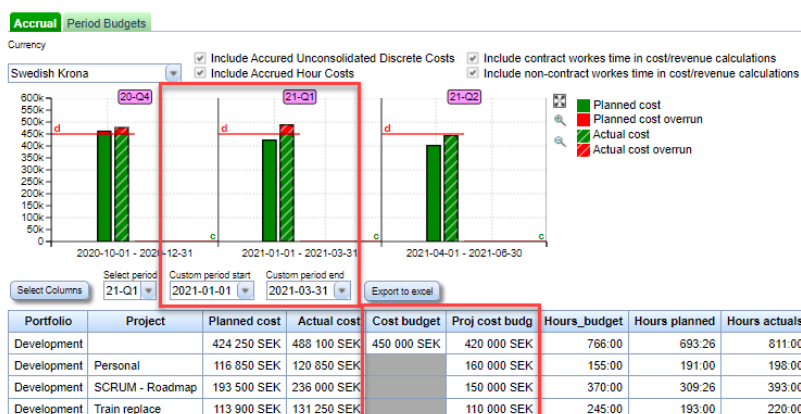 Accrual Period Budgets
Currency
Swedish Krona
Include Accured Unconsolidated Discrete Costs
Include contract workes time in cost/revenue calculations
Include Accrued Hour Costs
Include non-contract workes time in cost/revenue calculations
600k
550k
500k
450k
400k
350k
300k
250k
200k
150k
100k
50k
0
20-Q4
21-Q1
21-Q2
d
d
d
c
c
c
2020-10-01 - 2020-12-31
2021-01-01 - 2021-03-31
2021-04-01 - 2021-06-30
Planned cost
Planned cost overrun
Actual cost
Actual cost overrun
Select period Custom period start Custom period end
Select Columns 21-Q1 2021-01-01 2021-03-31 Export to excel
Portfolio Project Planned cost Actual cost Cost budget Proj cost budg Hours_budget Hours planned Hours actuals
Development 424 250 SEK 488 100 SEK 450 000 SEK 420 000 SEK 766:00 693:26 811:00
Development Personal 116 850 SEK 120 850 SEK 160 000 SEK 155:00 191:00 198:00
Development SCRUM - Roadmap 193 500 SEK 236 000 SEK 150 000 SEK 370:00 309:26 393:00
Development Train replace 113 900 SEK 131 250 SEK 110 000 SEK 245:00 193:00 220:00